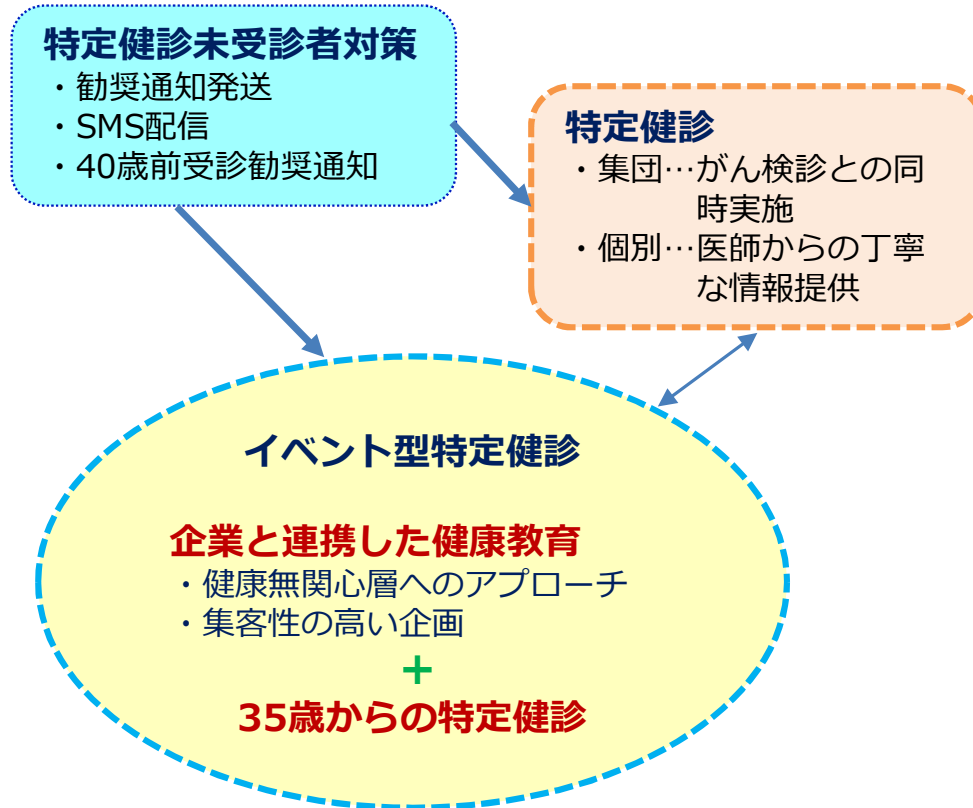 特定健診未受診者対策
・勧奨通知発送
・SMS配信
・40歳前受診勧奨通知
特定健診
・集団…がん検診との同
時実施
・個別…医師からの丁寧
な情報提供
イベント型特定健診
企業と連携した健康教育
・健康無関心層へのアプローチ
・集客性の高い企画
+
35歳からの特定健診